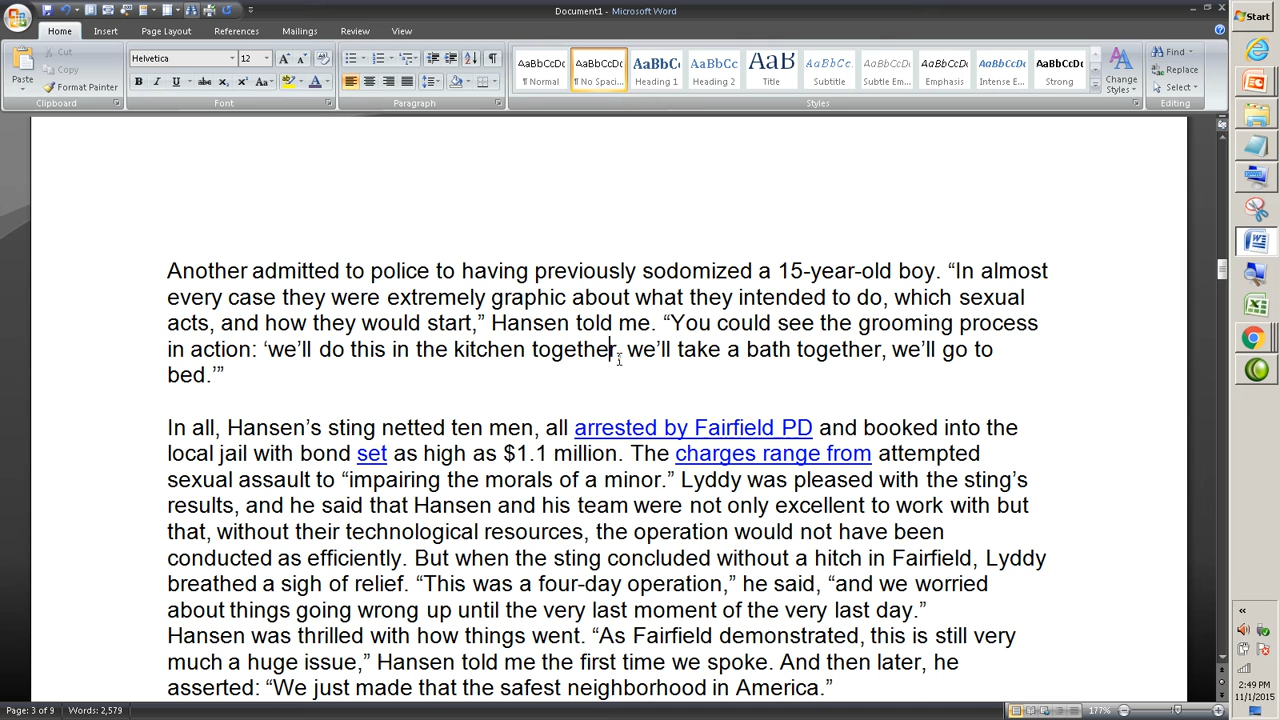 Document1 - Microsoft Word
Home Insert Page Layout References Mailings Review View
Cut
Copy
Format Painter
Paste
Clipboard
Helvetica 12
Font
Paragraph
AaBbCcDc AaBbCcDc AaBbC AaBbCc AaB AaBbCc. AaBbCcDc AaBbCcDc AaBbCcDc AaBbCcDc
¶ Normal ¶ No Spaci... Heading 1 Heading 2 Title Subtitle Subtle Em... Emphasis Intense E... Strong
Change Styles
Styles
Find
Replace
Select
Editing
Start
Another admitted to police to having previously sodomized a 15-year-old boy. “In almost
every case they were extremely graphic about what they intended to do, which sexual
acts, and how they would start,” Hansen told me. “You could see the grooming process
in action: ‘we’ll do this in the kitchen together, we’ll take a bath together, we’ll go to
bed.’”
In all, Hansen’s sting netted ten men, all arrested by Fairfield PD and booked into the
local jail with bond set as high as $1.1 million. The charges range from attempted
sexual assault to “impairing the morals of a minor.” Lyddy was pleased with the sting’s
results, and he said that Hansen and his team were not only excellent to work with but
that, without their technological resources, the operation would not have been
conducted as efficiently. But when the sting concluded without a hitch in Fairfield, Lyddy
breathed a sigh of relief. “This was a four-day operation,” he said, “and we worried
about things going wrong up until the very last moment of the very last day.”
Hansen was thrilled with how things went. “As Fairfield demonstrated, this is still very
much a huge issue,” Hansen told me the first time we spoke. And then later, he
asserted: “We just made that the safest neighborhood in America.”
Page: 3 of 9 Words: 2,579
177%
2:49 PM
11/1/2015